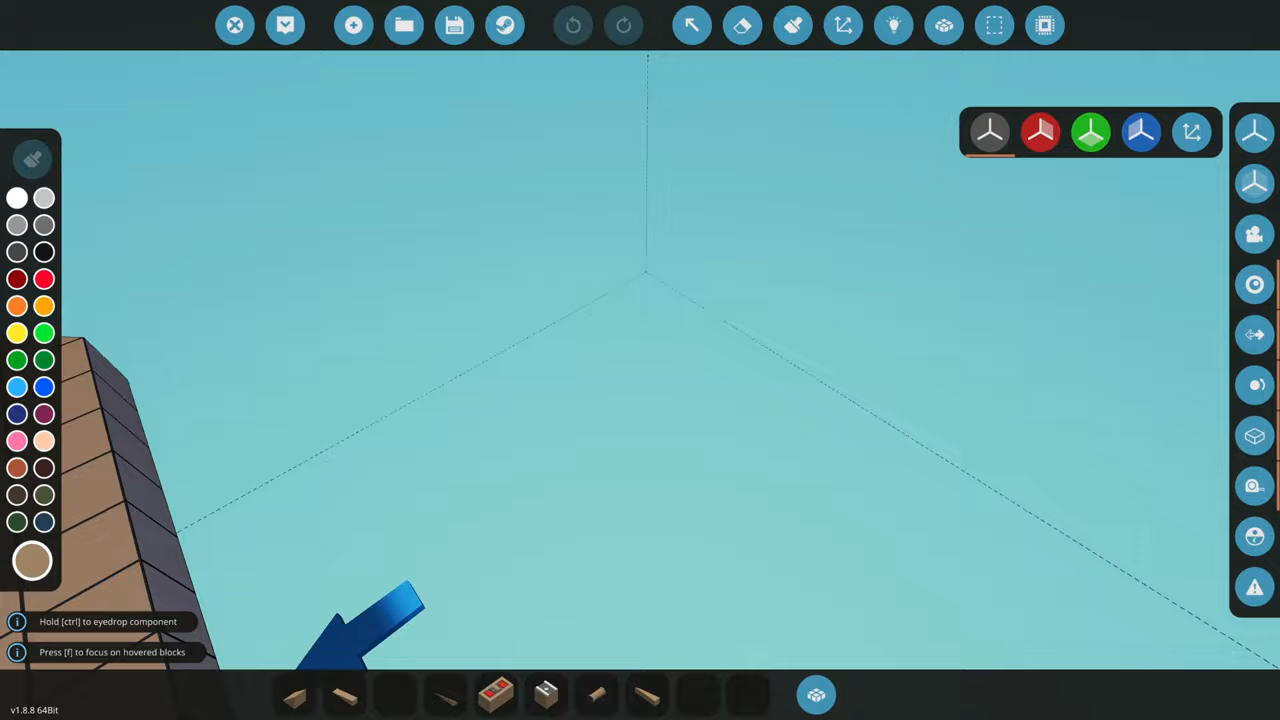 Hold [ctrl] to eyedrop component
Press [f] to focus on hovered blocks
v1.8.8 64Bit